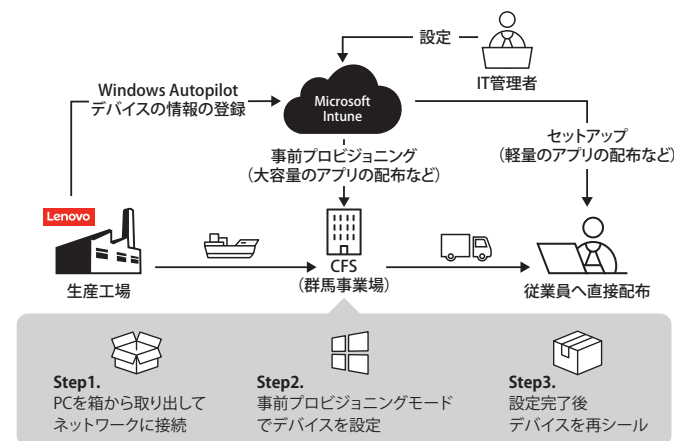 設定
IT管理者
Windows Autopilot
デバイスの情報の登録
Microsoft
Intune
セットアップ
（軽量のアプリの配布など）
事前プロビジョニング
（大容量のアプリの配布など）
Lenovo
生産工場
CFS
（群馬事業場）
従業員へ直接配布
Step1.
PCを箱から取り出して
ネットワークに接続
Step2.
事前プロビジョニングモード
でデバイスを設定
Step3.
設定完了後
デバイスを再シール